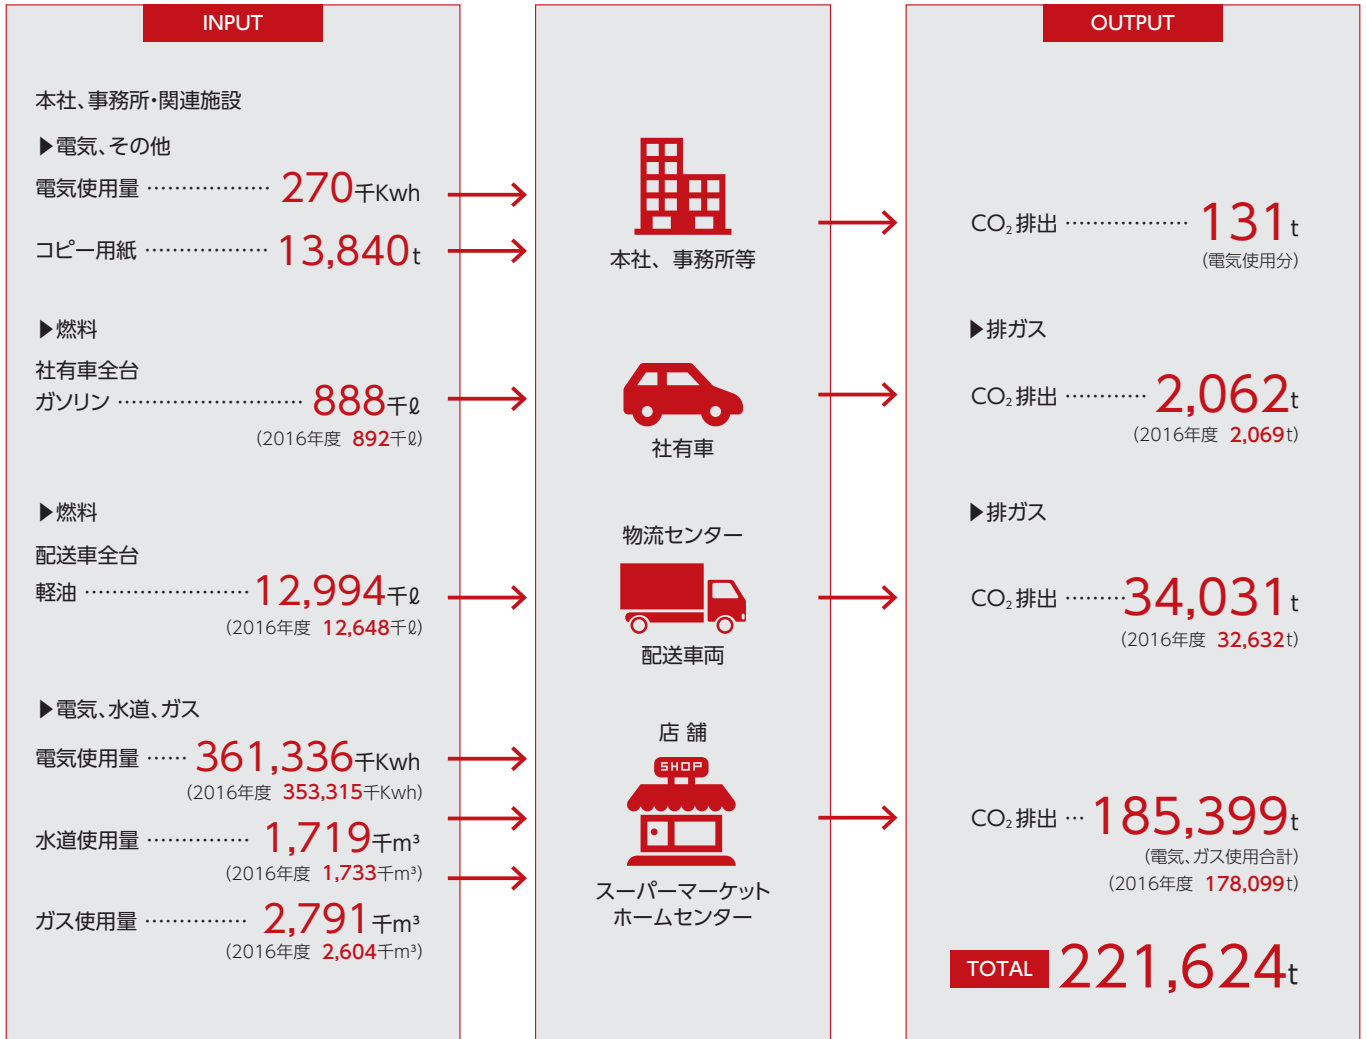 INPUT
本社、事務所・関連施設
▶電気、その他
電気使用量 ……………… 270千Kwh
コピー用紙 ……………… 13,840t
▶燃料
社有車全台
ガソリン ……………………… 888千ℓ
(2016年度 892千ℓ)
▶燃料
配送車全台
軽油 …………………… 12,994千ℓ
(2016年度 12,648千ℓ)
▶電気、水道、ガス
電気使用量 …… 361,336千Kwh
(2016年度 353,315千Kwh)
水道使用量 …………… 1,719千m³
(2016年度 1,733千m³)
ガス使用量 …………… 2,791千m³
(2016年度 2,604千m³)
本社、事務所等
社有車
物流センター
配送車両
店舗
SHOP
スーパーマーケット
ホームセンター
OUTPUT
CO₂排出 ……………… 131t
(電気使用分)
▶排ガス
CO₂排出 ………… 2,062t
(2016年度 2,069t)
▶排ガス
CO₂排出 ……… 34,031t
(2016年度 32,632t)
CO₂排出 … 185,399t
(電気、ガス使用合計)
(2016年度 178,099t)
TOTAL 221,624t